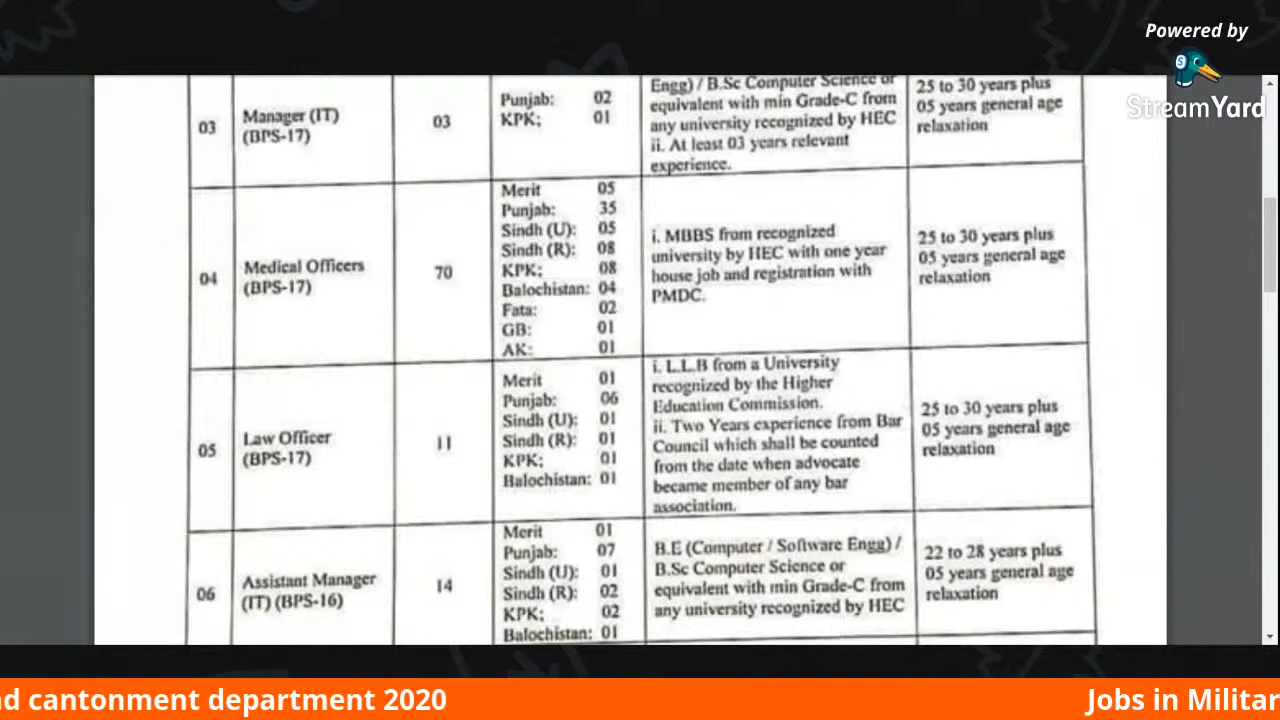 Powered by
StreamYard
03
Manager (IT)
(BPS-17)
03
Punjab: 02
KPK; 01
Engg) / B.Sc Computer Science or
equivalent with min Grade-C from
any university recognized by HEC
ii. At least 03 years relevant
experience.
25 to 30 years plus
05 years general age
relaxation
04
Medical Officers
(BPS-17)
70
Merit 05
Punjab: 35
Sindh (U): 05
Sindh (R): 08
KPK; 08
Balochistan: 04
Fata: 02
GB: 01
AK: 01
i. MBBS from recognized
university by HEC with one year
house job and registration with
PMDC.
25 to 30 years plus
05 years general age
relaxation
05
Law Officer
(BPS-17)
11
Merit 01
Punjab: 06
Sindh (U): 01
Sindh (R): 01
KPK; 01
Balochistan: 01
i. L.L.B from a University
recognized by the Higher
Education Commission.
ii. Two Years experience from Bar
Council which shall be counted
from the date when advocate
became member of any bar
association.
25 to 30 years plus
05 years general age
relaxation
06
Assistant Manager
(IT) (BPS-16)
14
Merit 01
Punjab: 07
Sindh (U): 01
Sindh (R): 02
KPK; 02
Balochistan: 01
B.E (Computer / Software Engg) /
B.Sc Computer Science or
equivalent with min Grade-C from
any university recognized by HEC
22 to 28 years plus
05 years general age
relaxation
d cantonment department 2020
Jobs in Militar